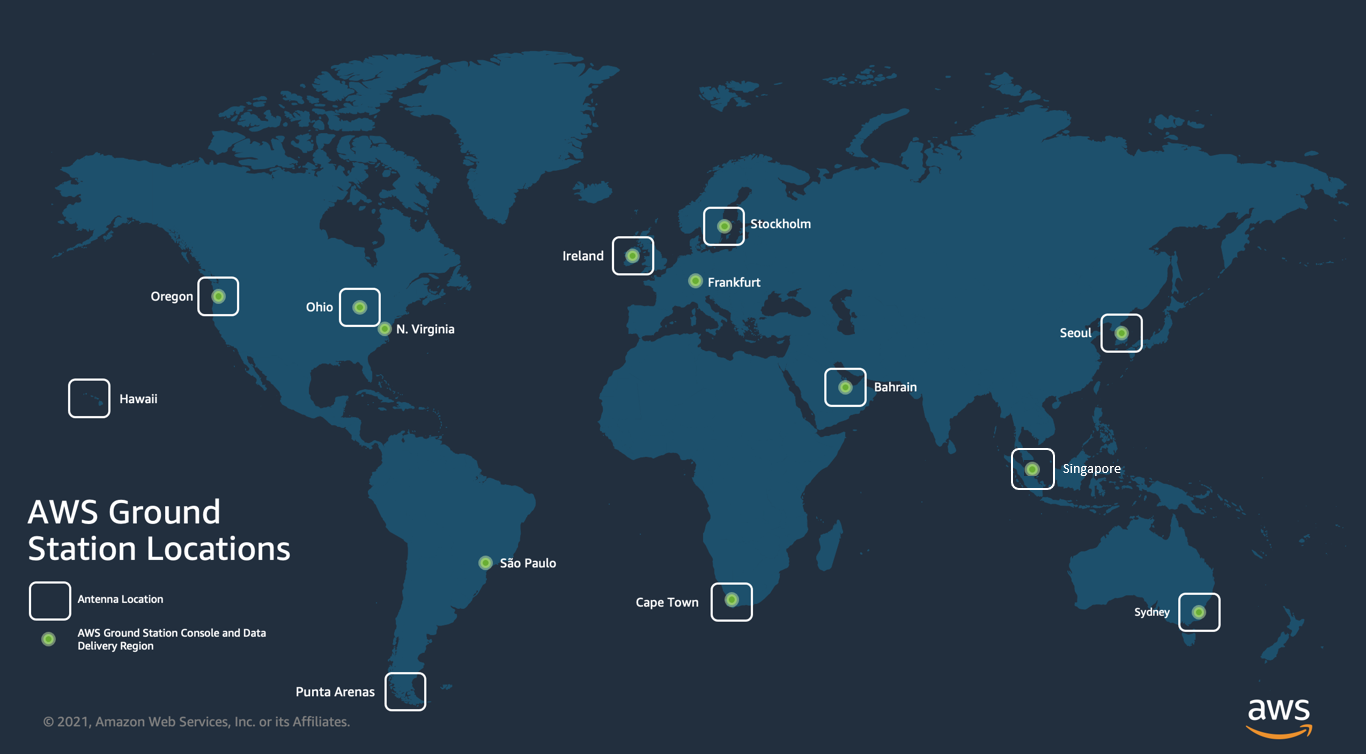 Stockholm
Ireland
Frankfurt
Oregon
Ohio
N. Virginia
Seoul
Bahrain
Hawaii
Singapore
AWS Ground
Station Locations
São Paulo
Antenna Location
Cape Town
Sydney
AWS Ground Station Console and Data
Delivery Region
Punta Arenas
© 2021, Amazon Web Services, Inc. or its Affiliates.
aws